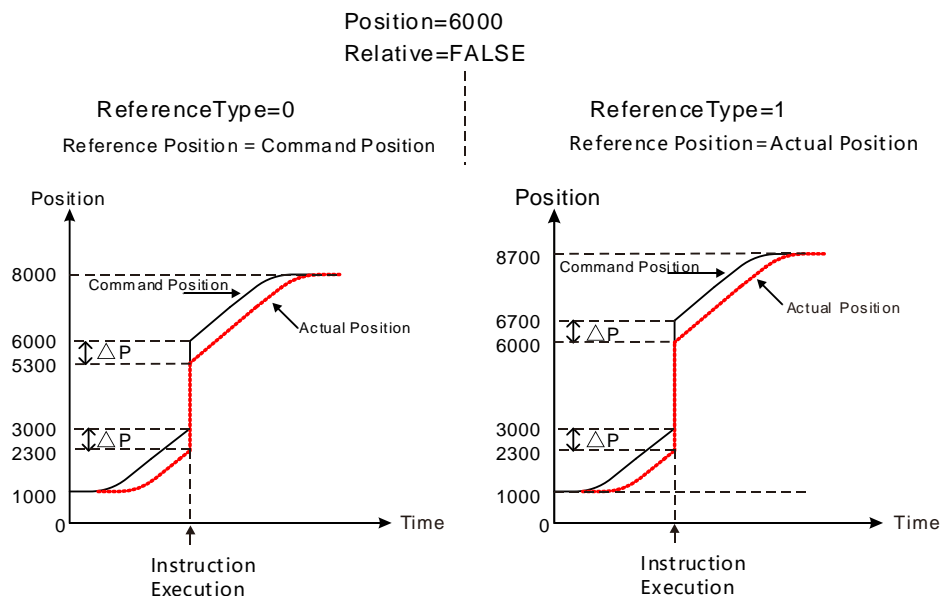 Position=6000
Relative=FALSE
ReferenceType=0
Reference Position = Command Position
Position
8000
Command Position
Actual Position
6000
△P
5300
3000
△P
2300
1000
0
Time
Instruction
Execution
ReferenceType=1
Reference Position=Actual Position
Position
8700
Command Position
Actual Position
6700
△P
6000
3000
△P
2300
1000
0
Time
Instruction
Execution